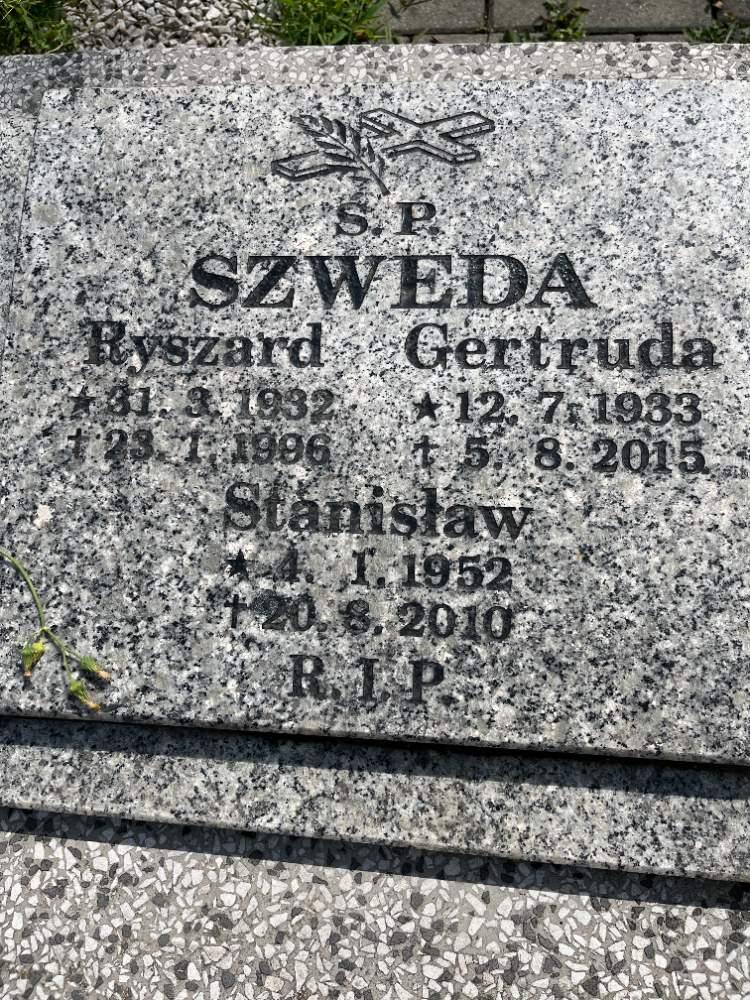 Ś.P.
SZWEDA
Ryszard Gertruda
★31. 3. 1932 ★12. 7. 1933
†23. 1. 1996 † 5. 8. 2015
Stanisław
★ 4. 1. 1952
†20. 8. 2010
R.I.P.